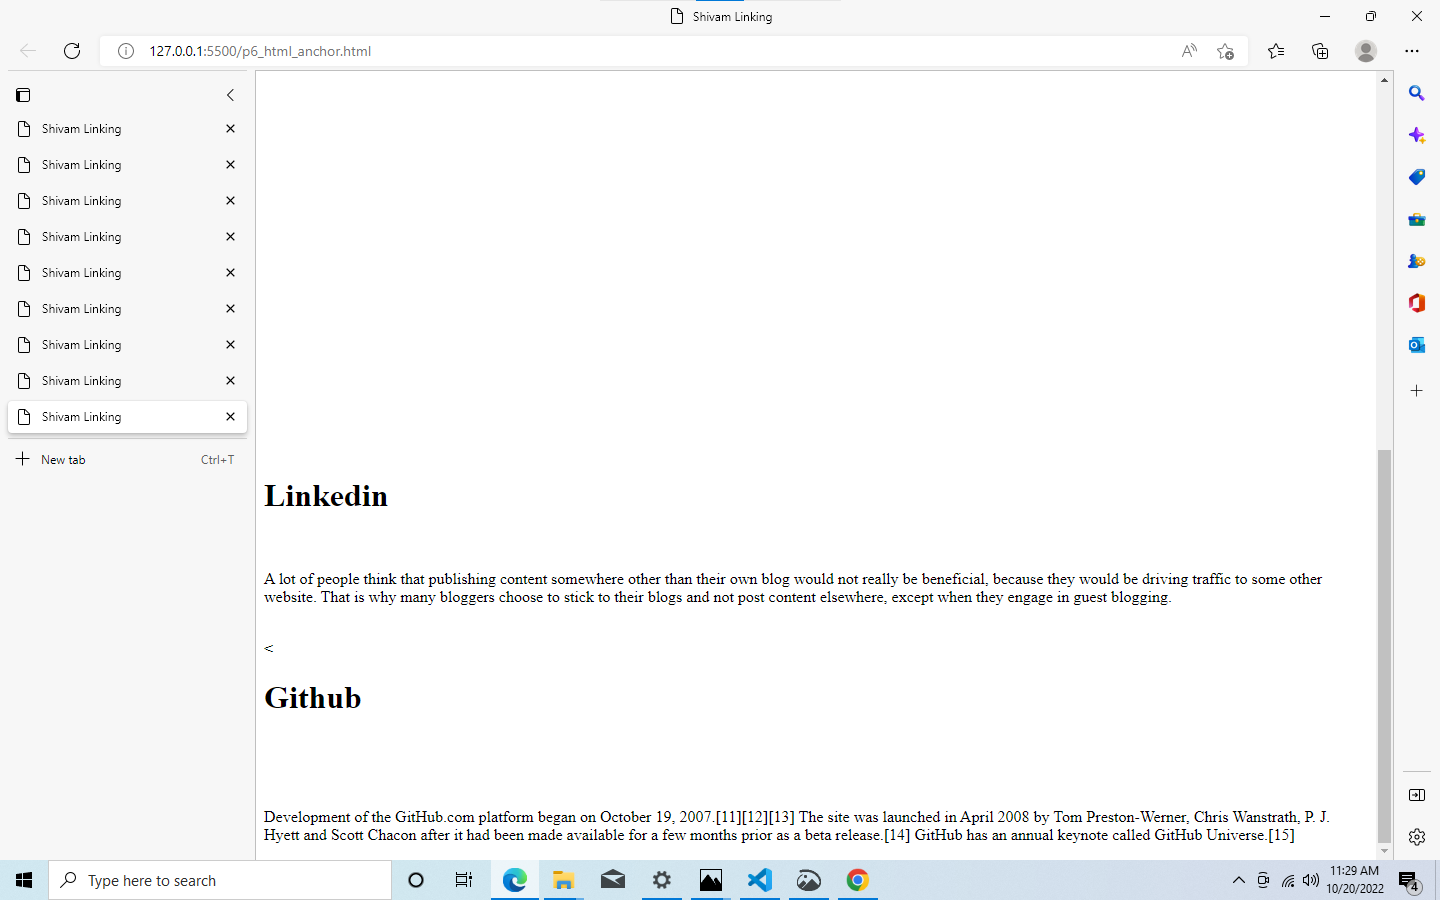 Shivam Linking
127.0.0.1:5500/p6_html_anchor.html
Shivam Linking
Shivam Linking
Shivam Linking
Shivam Linking
Shivam Linking
Shivam Linking
Shivam Linking
Shivam Linking
Shivam Linking
New tab Ctrl+T
Linkedin
A lot of people think that publishing content somewhere other than their own blog would not really be beneficial, because they would be driving traffic to some other
website. That is why many bloggers choose to stick to their blogs and not post content elsewhere, except when they engage in guest blogging.
<
Github
Development of the GitHub.com platform began on October 19, 2007.[11][12][13] The site was launched in April 2008 by Tom Preston-Werner, Chris Wanstrath, P. J.
Hyett and Scott Chacon after it had been made available for a few months prior as a beta release.[14] GitHub has an annual keynote called GitHub Universe.[15]
Type here to search
11:29 AM
10/20/2022
4